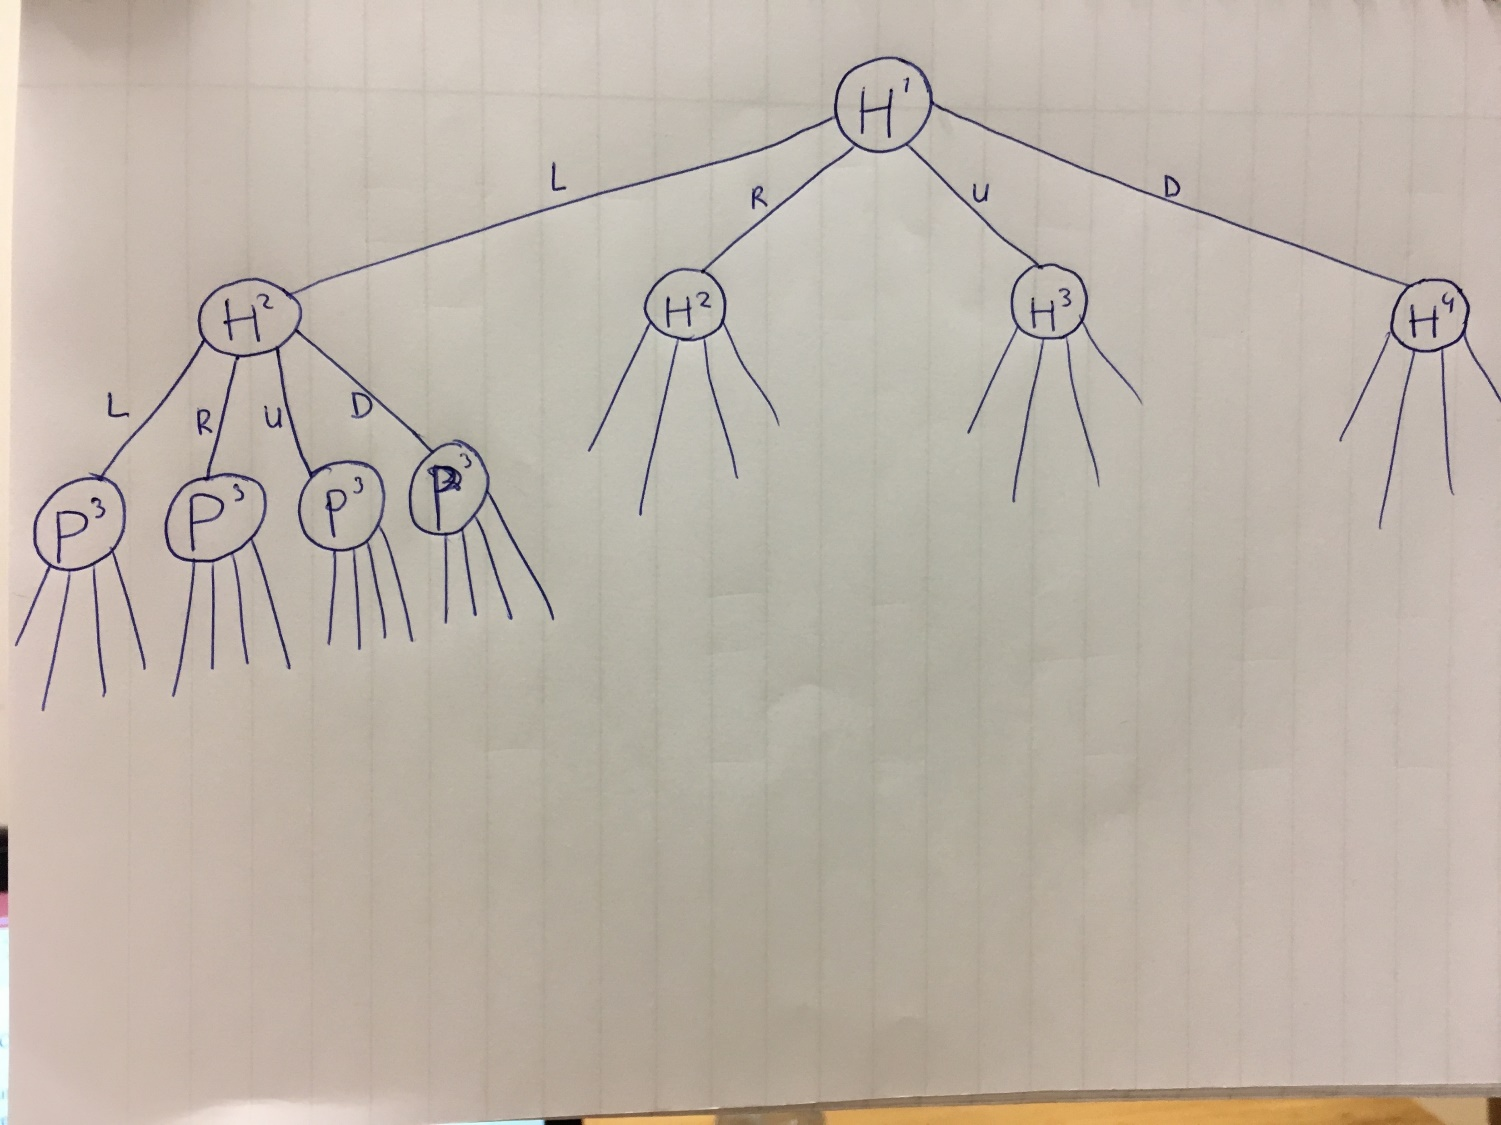 H¹
L R U D
H² H² H³ H⁴
L R U D
P³ P³ P³ P³